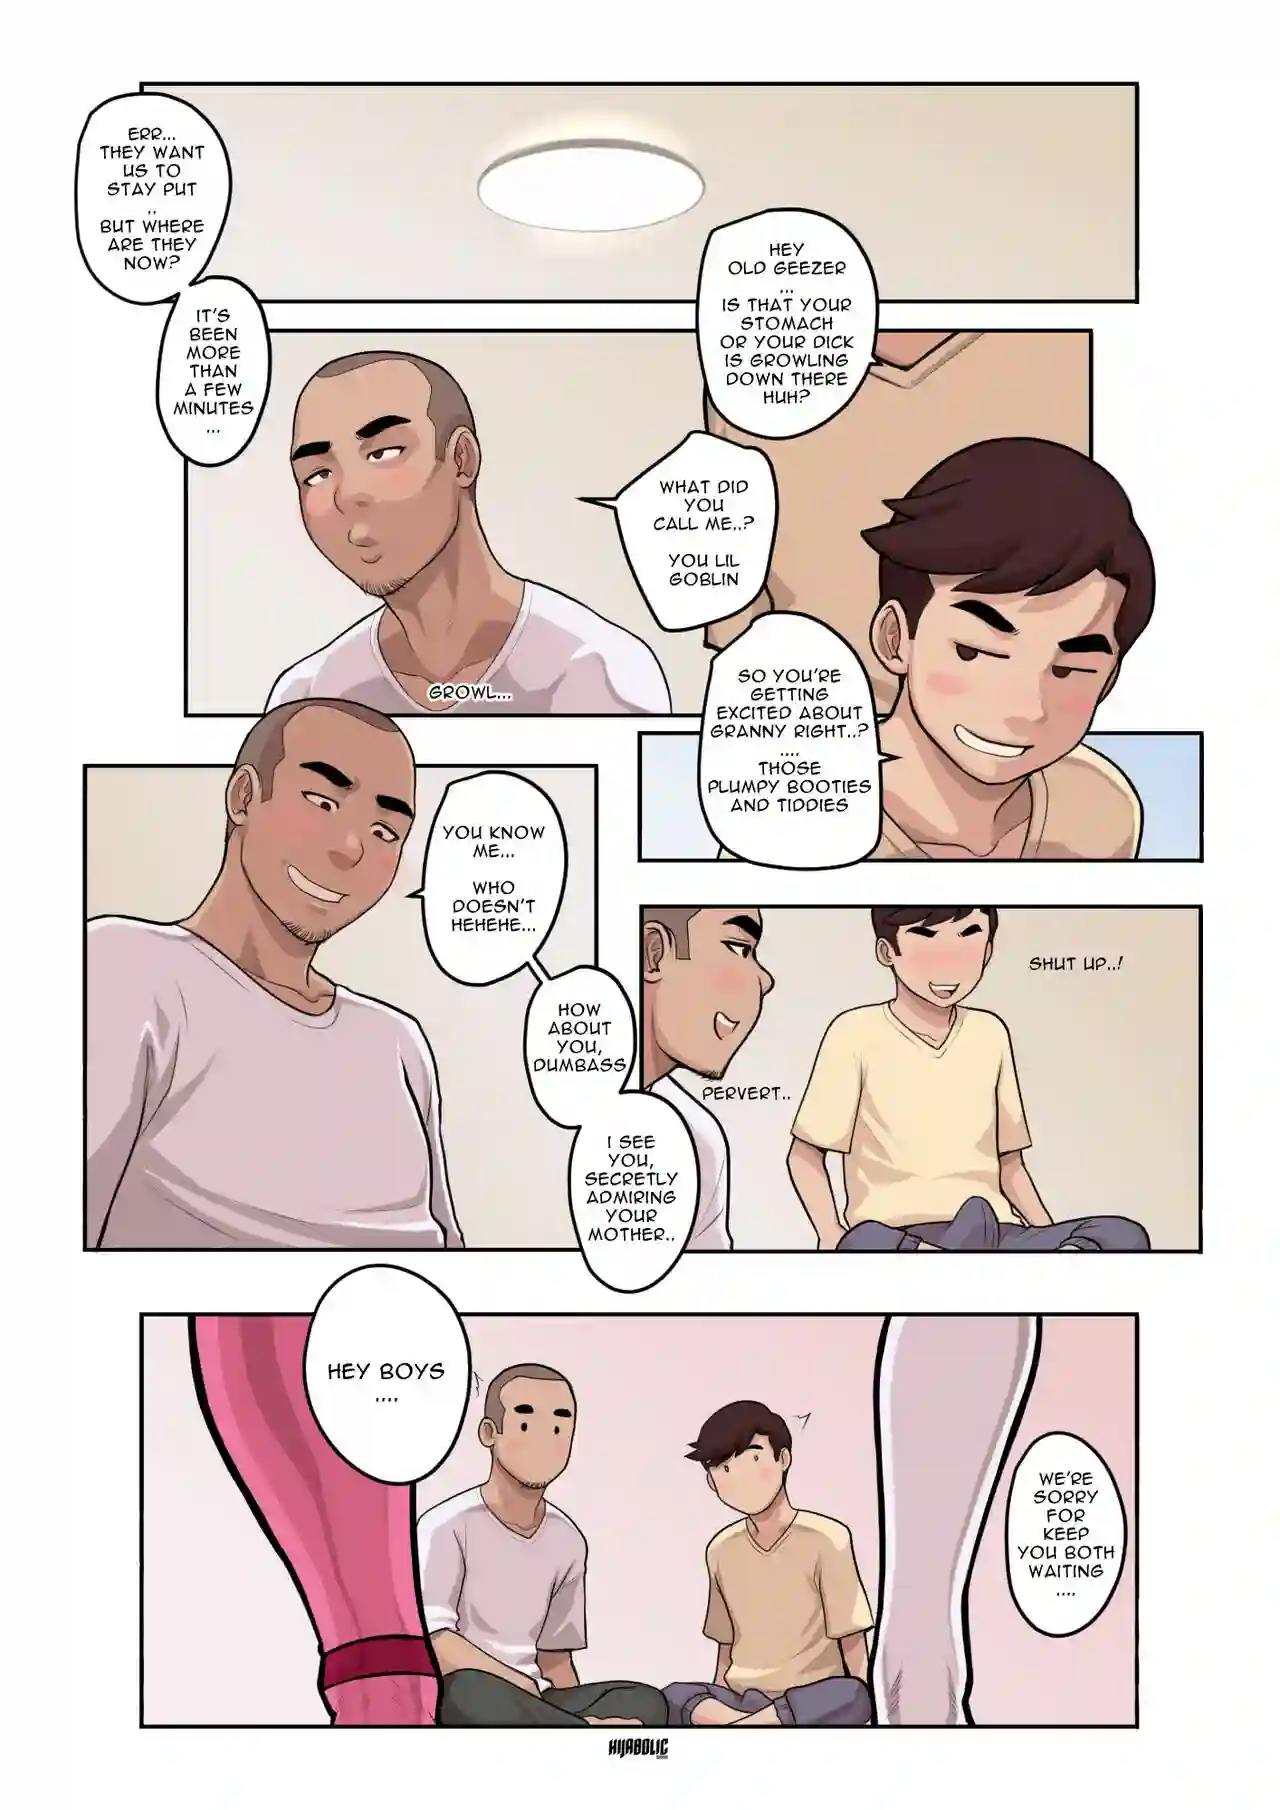 ERR...
THEY WANT
US TO
STAY PUT
..
BUT WHERE
ARE THEY
NOW?
IT'S
BEEN
MORE
THAN
A FEW
MINUTES
...
HEY
OLD GEEZER
...
IS THAT YOUR
STOMACH
OR YOUR DICK
IS GROWLING
DOWN THERE
HUH?
WHAT DID
YOU
CALL ME..?
YOU LIL
GOBLIN
GROWL...
SO YOU'RE
GETTING
EXCITED ABOUT
GRANNY RIGHT..?
....
THOSE
PLUMPY BOOTIES
AND TIDDIES
YOU KNOW
ME...
WHO
DOESN'T
HEHEHE...
HOW
ABOUT
YOU,
DUMBASS
I SEE
YOU,
SECRETLY
ADMIRING
YOUR
MOTHER..
SHUT UP..!
PERVERT..
HEY BOYS
....
WE'RE
SORRY
FOR
KEEP
YOU BOTH
WAITING
....
HIJABOLIC